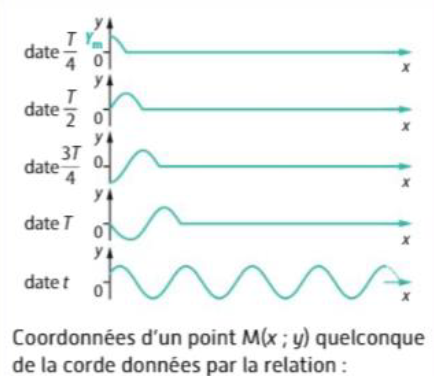 y
Yₘ
date T/4
0
x
y
date T/2
0
x
y
date 3T/4
0
x
y
date T
0
x
y
date t
0
x
Coordonnées d'un point M(x ; y) quelconque
de la corde données par la relation :